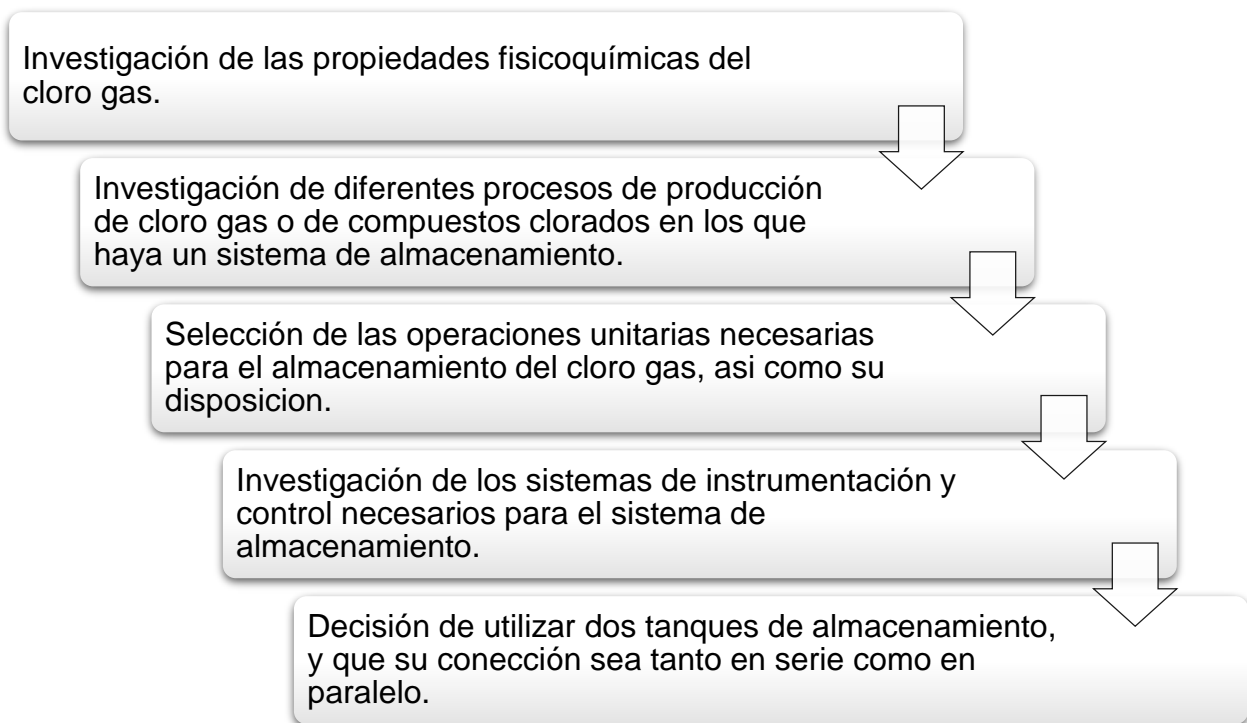 Investigación de las propiedades fisicoquímicas del
cloro gas.
Investigación de diferentes procesos de producción
de cloro gas o de compuestos clorados en los que
haya un sistema de almacenamiento.
Selección de las operaciones unitarias necesarias
para el almacenamiento del cloro gas, asi como su
disposicion.
Investigación de los sistemas de instrumentación y
control necesarios para el sistema de
almacenamiento.
Decisión de utilizar dos tanques de almacenamiento,
y que su conección sea tanto en serie como en
paralelo.